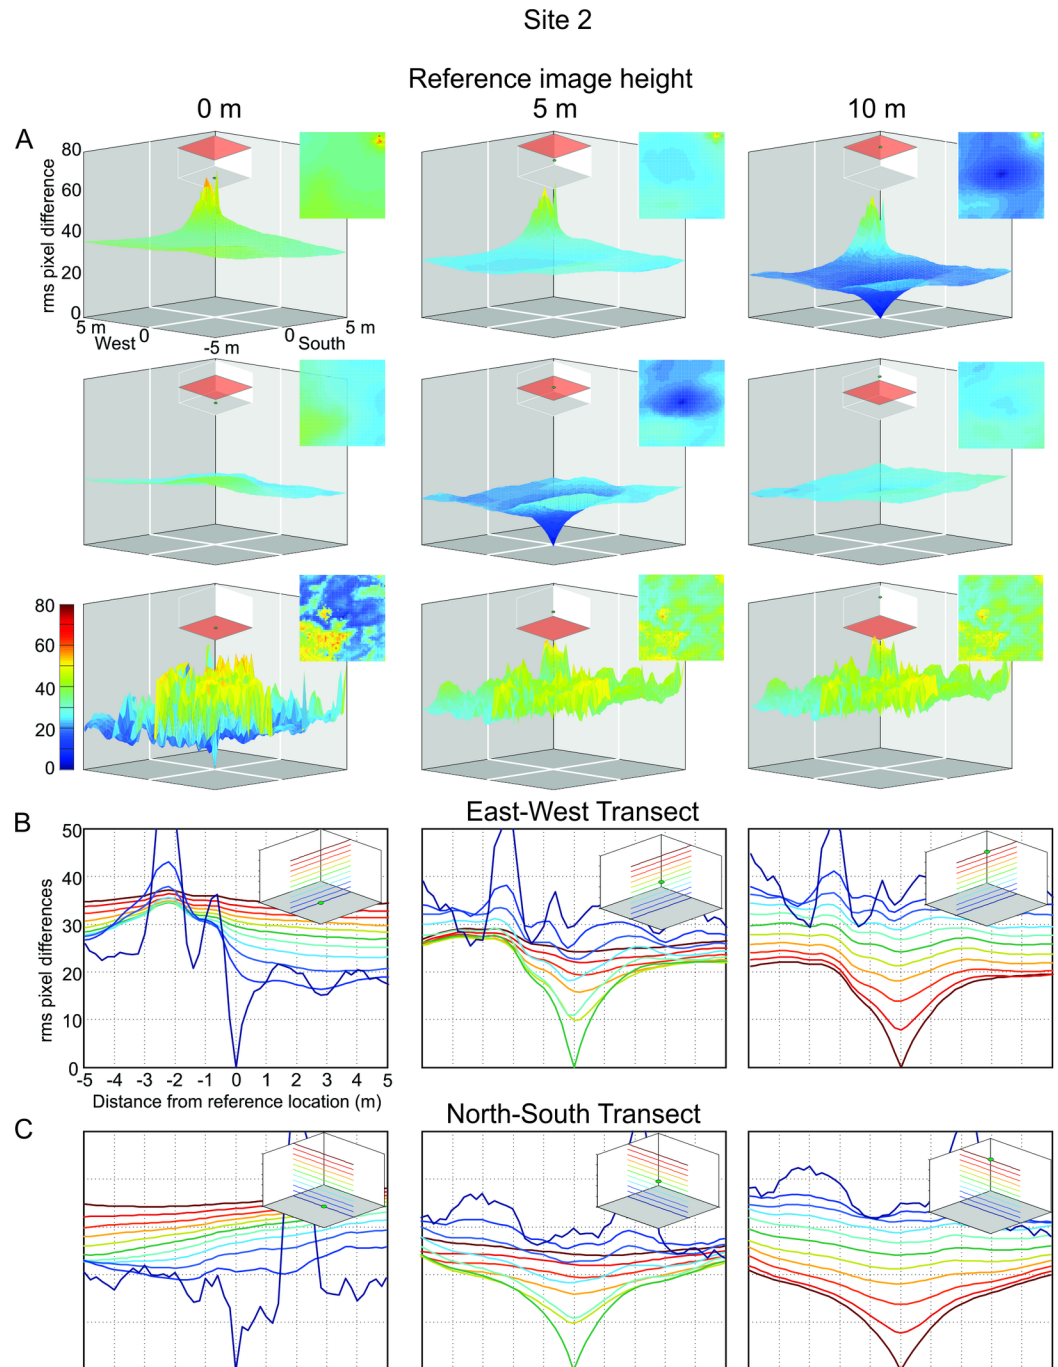 Site 2
Reference image height
0 m 5 m 10 m
A
rms pixel difference
80
60
40
20
0
5 m
West
0
-5 m
0
South
5 m
80
60
40
20
0
B
East-West Transect
rms pixel differences
50
40
30
20
10
0
-5 -4 -3 -2 -1 0 1 2 3 4 5
Distance from reference location (m)
C
North-South Transect